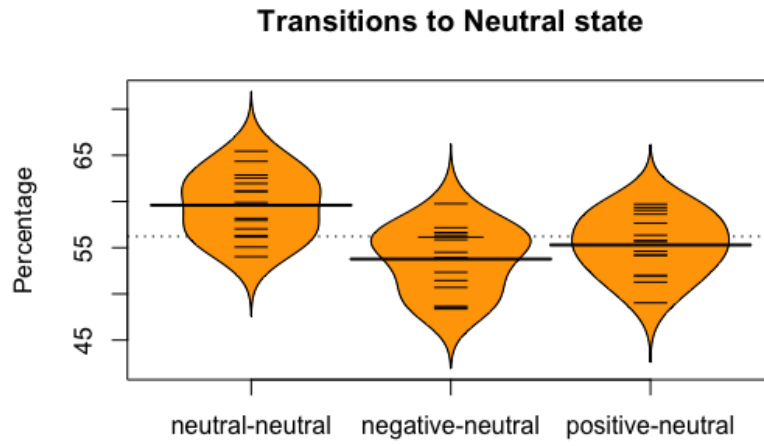 Transitions to Neutral state
Percentage
65
55
45
neutral-neutral negative-neutral positive-neutral